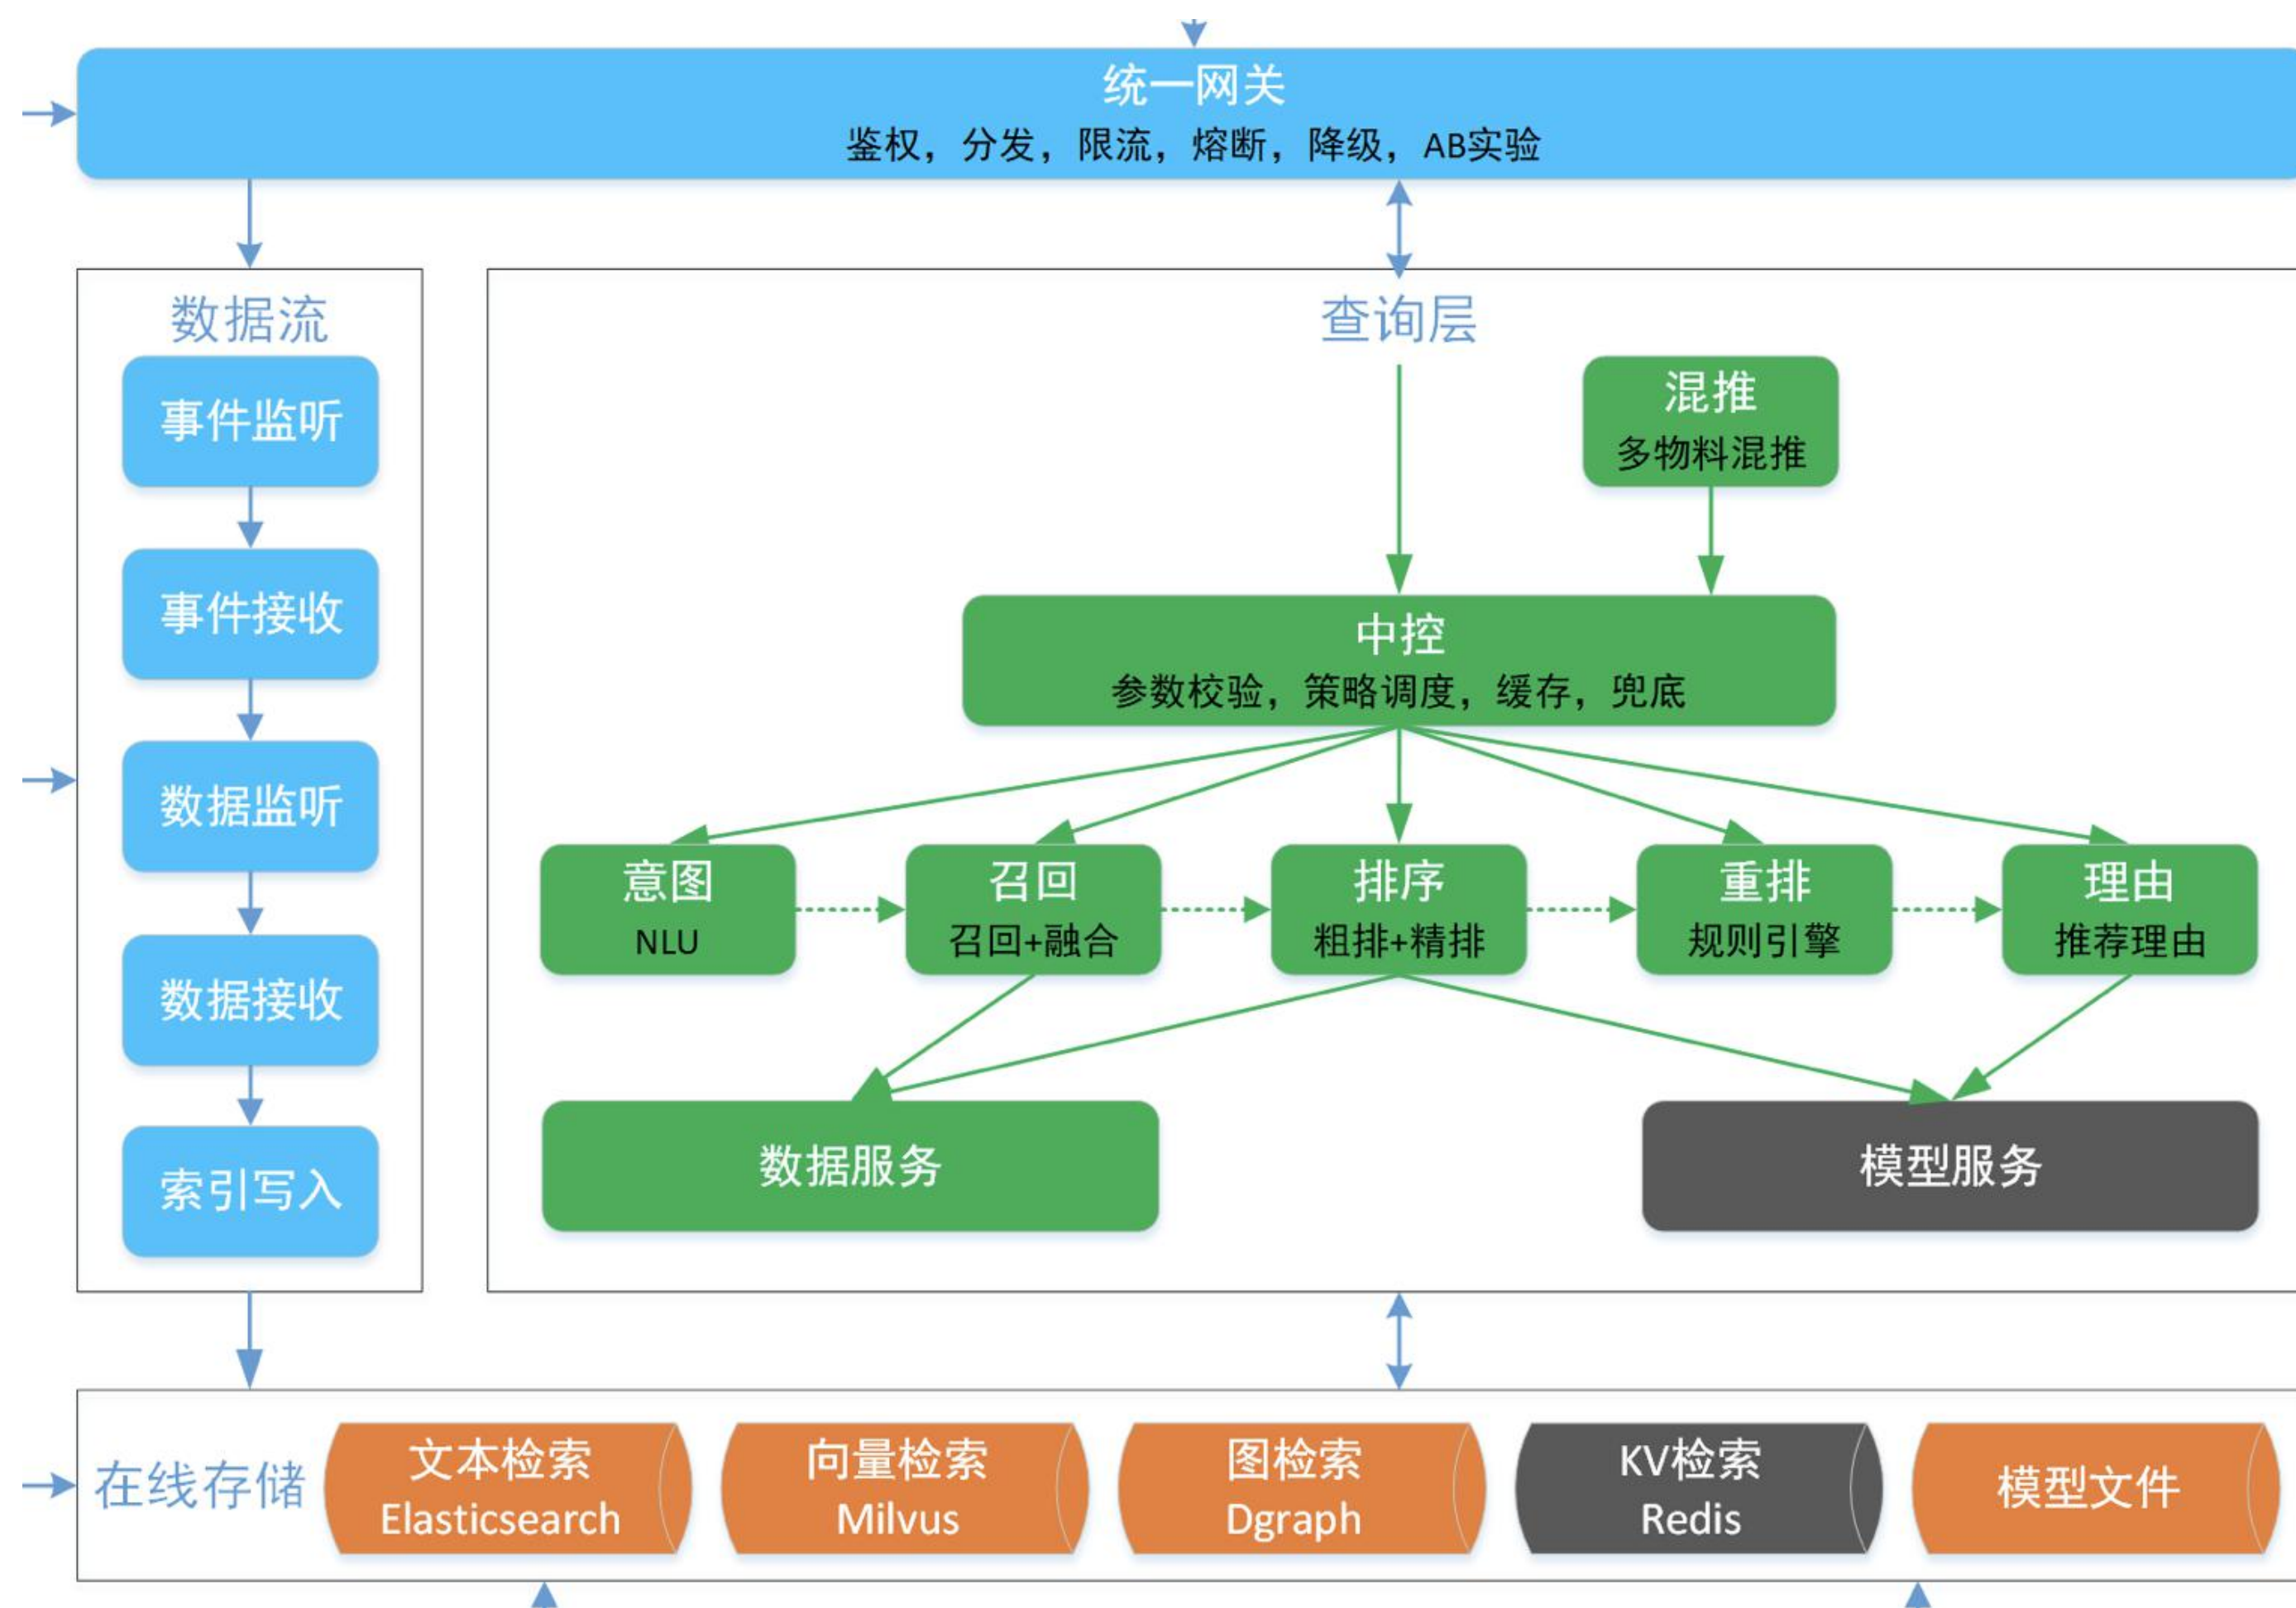 统一网关
鉴权，分发，限流，熔断，降级，AB实验
数据流
事件监听
事件接收
数据监听
数据接收
索引写入
查询层
混推
多物料混推
中控
参数校验，策略调度，缓存，兜底
意图
NLU
召回
召回+融合
排序
粗排+精排
重排
规则引擎
理由
推荐理由
数据服务
模型服务
在线存储
文本检索
Elasticsearch
向量检索
Milvus
图检索
Dgraph
KV检索
Redis
模型文件